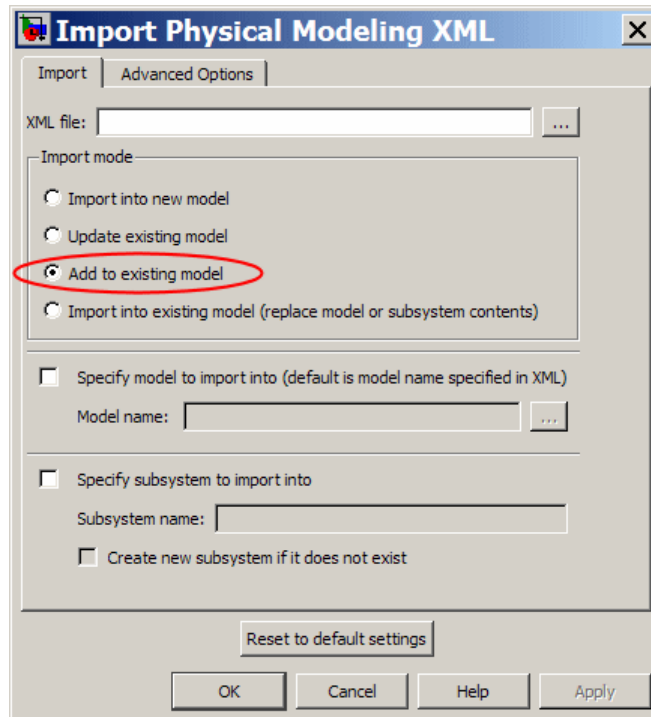 Import Physical Modeling XML
Import
Advanced Options
XML file:
...
Import mode
Import into new model
Update existing model
Add to existing model
Import into existing model (replace model or subsystem contents)
Specify model to import into (default is model name specified in XML)
Model name:
...
Specify subsystem to import into
Subsystem name:
Create new subsystem if it does not exist
Reset to default settings
OK
Cancel
Help
Apply